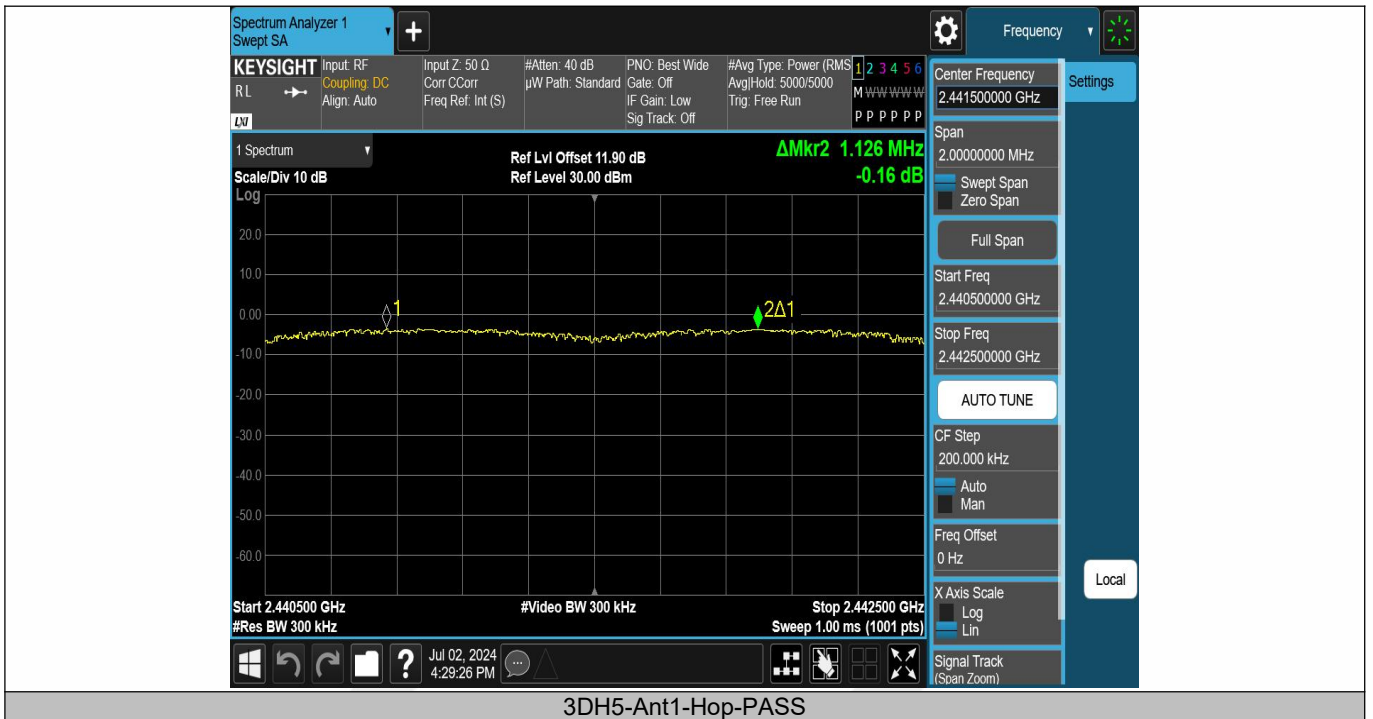 Spectrum Analyzer 1
Swept SA
Frequency
KEYSIGHT
RL
LXI
Input: RF
Coupling: DC
Align: Auto
Input Z: 50 Ω
Corr CCorr
Freq Ref: Int (S)
#Atten: 40 dB
µW Path: Standard
PNO: Best Wide
Gate: Off
IF Gain: Low
Sig Track: Off
#Avg Type: Power (RMS
Avg|Hold: 5000/5000
Trig: Free Run
1 2 3 4 5 6
M W W W W W
P P P P P P
1 Spectrum
Scale/Div 10 dB
Log
Ref Lvl Offset 11.90 dB
Ref Level 30.00 dBm
ΔMkr2 1.126 MHz
-0.16 dB
20.0
10.0
0.00
-10.0
-20.0
-30.0
-40.0
-50.0
-60.0
1
2Δ1
Start 2.440500 GHz
#Res BW 300 kHz
#Video BW 300 kHz
Stop 2.442500 GHz
Sweep 1.00 ms (1001 pts)
Jul 02, 2024
4:29:26 PM
Center Frequency
2.441500000 GHz
Settings
Span
2.00000000 MHz
Swept Span
Zero Span
Full Span
Start Freq
2.440500000 GHz
Stop Freq
2.442500000 GHz
AUTO TUNE
CF Step
200.000 kHz
Auto
Man
Freq Offset
0 Hz
X Axis Scale
Log
Lin
Local
Signal Track
(Span Zoom)
3DH5-Ant1-Hop-PASS